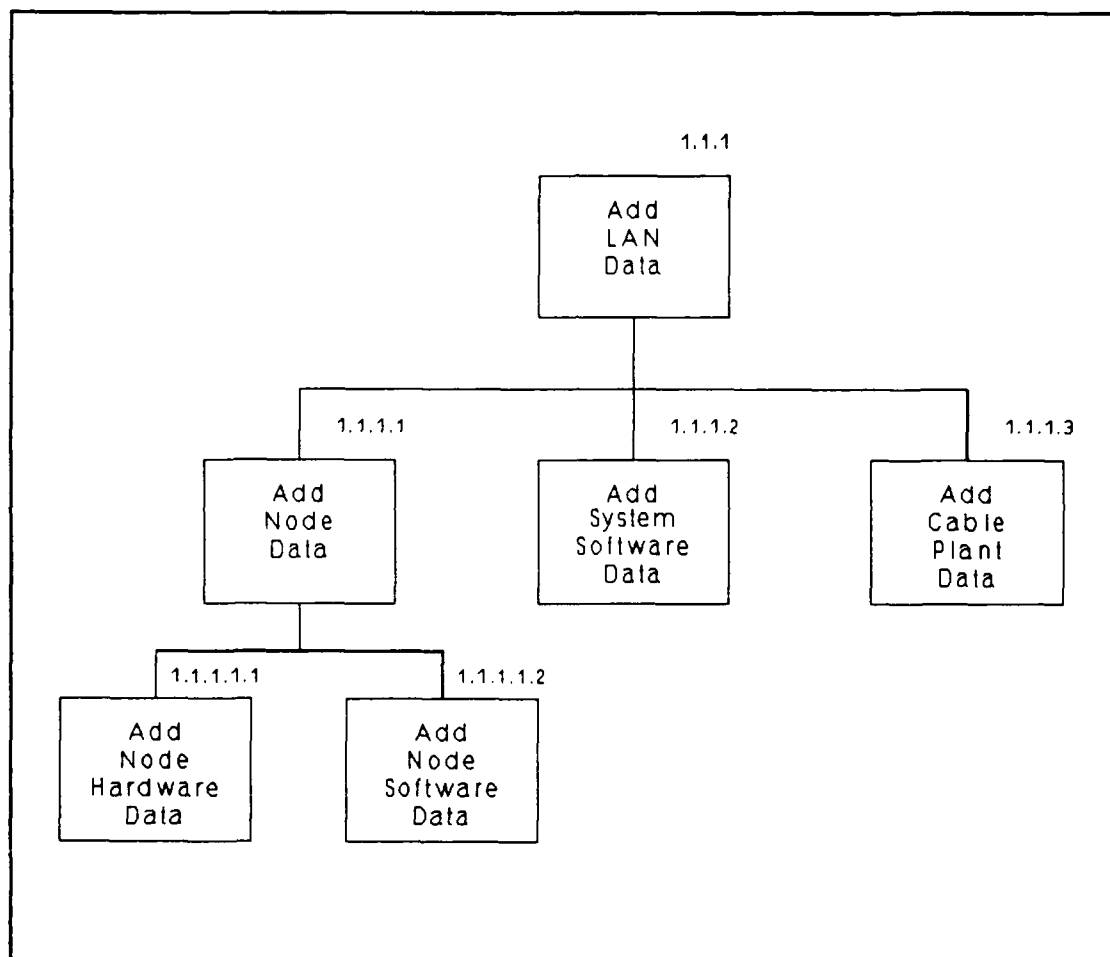 1.1.1
Add
LAN
Data
1.1.1.1
Add
Node
Data
1.1.1.2
Add
System
Software
Data
1.1.1.3
Add
Cable
Plant
Data
1.1.1.1.1
Add
Node
Hardware
Data
1.1.1.1.2
Add
Node
Software
Data